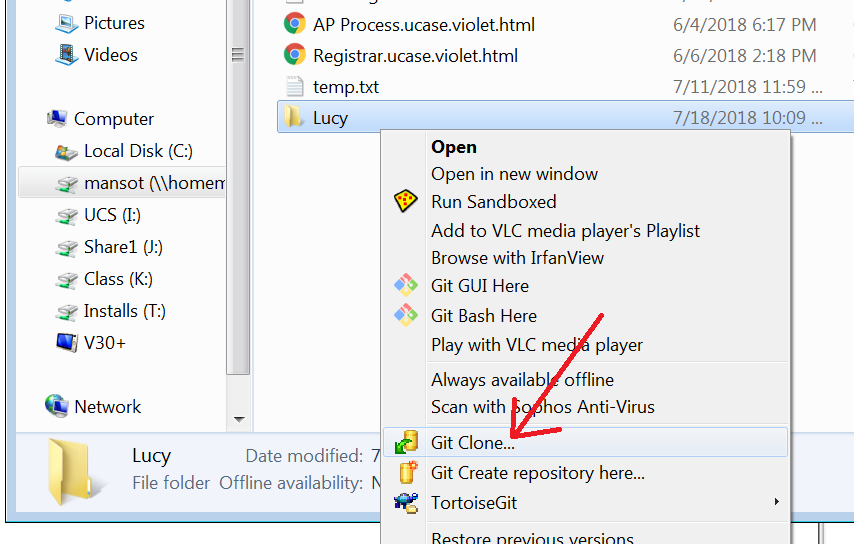 Pictures
Videos
Computer
Local Disk (C:)
mansot (\\homem
UCS (I:)
Share1 (J:)
Class (K:)
Installs (T:)
V30+
Network
AP Process.ucase.violet.html 6/4/2018 6:17 PM
Registrar.ucase.violet.html 6/6/2018 2:18 PM
temp.txt 7/11/2018 11:59 ...
Lucy 7/18/2018 10:09 ...
Open
Open in new window
Run Sandboxed
Add to VLC media player's Playlist
Browse with IrfanView
Git GUI Here
Git Bash Here
Play with VLC media player
Always available offline
Scan with Sophos Anti-Virus
Git Clone...
Git Create repository here...
TortoiseGit
Restore previous versions
Lucy Date modified: 7
File folder Offline availability: N